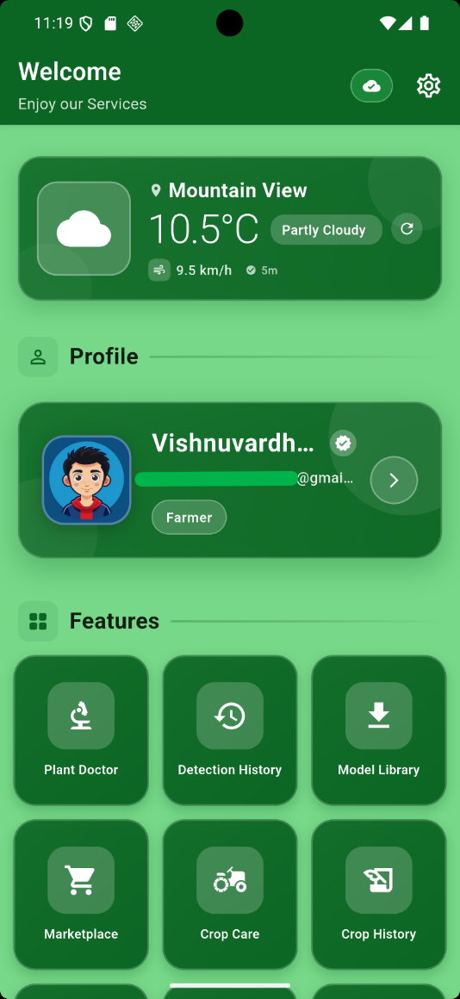 11:19
Welcome
Enjoy our Services
Mountain View
10.5°C
Partly Cloudy
9.5 km/h
5m
Profile
Vishnuvardh...
@gmai...
Farmer
Features
Plant Doctor
Detection History
Model Library
Marketplace
Crop Care
Crop History